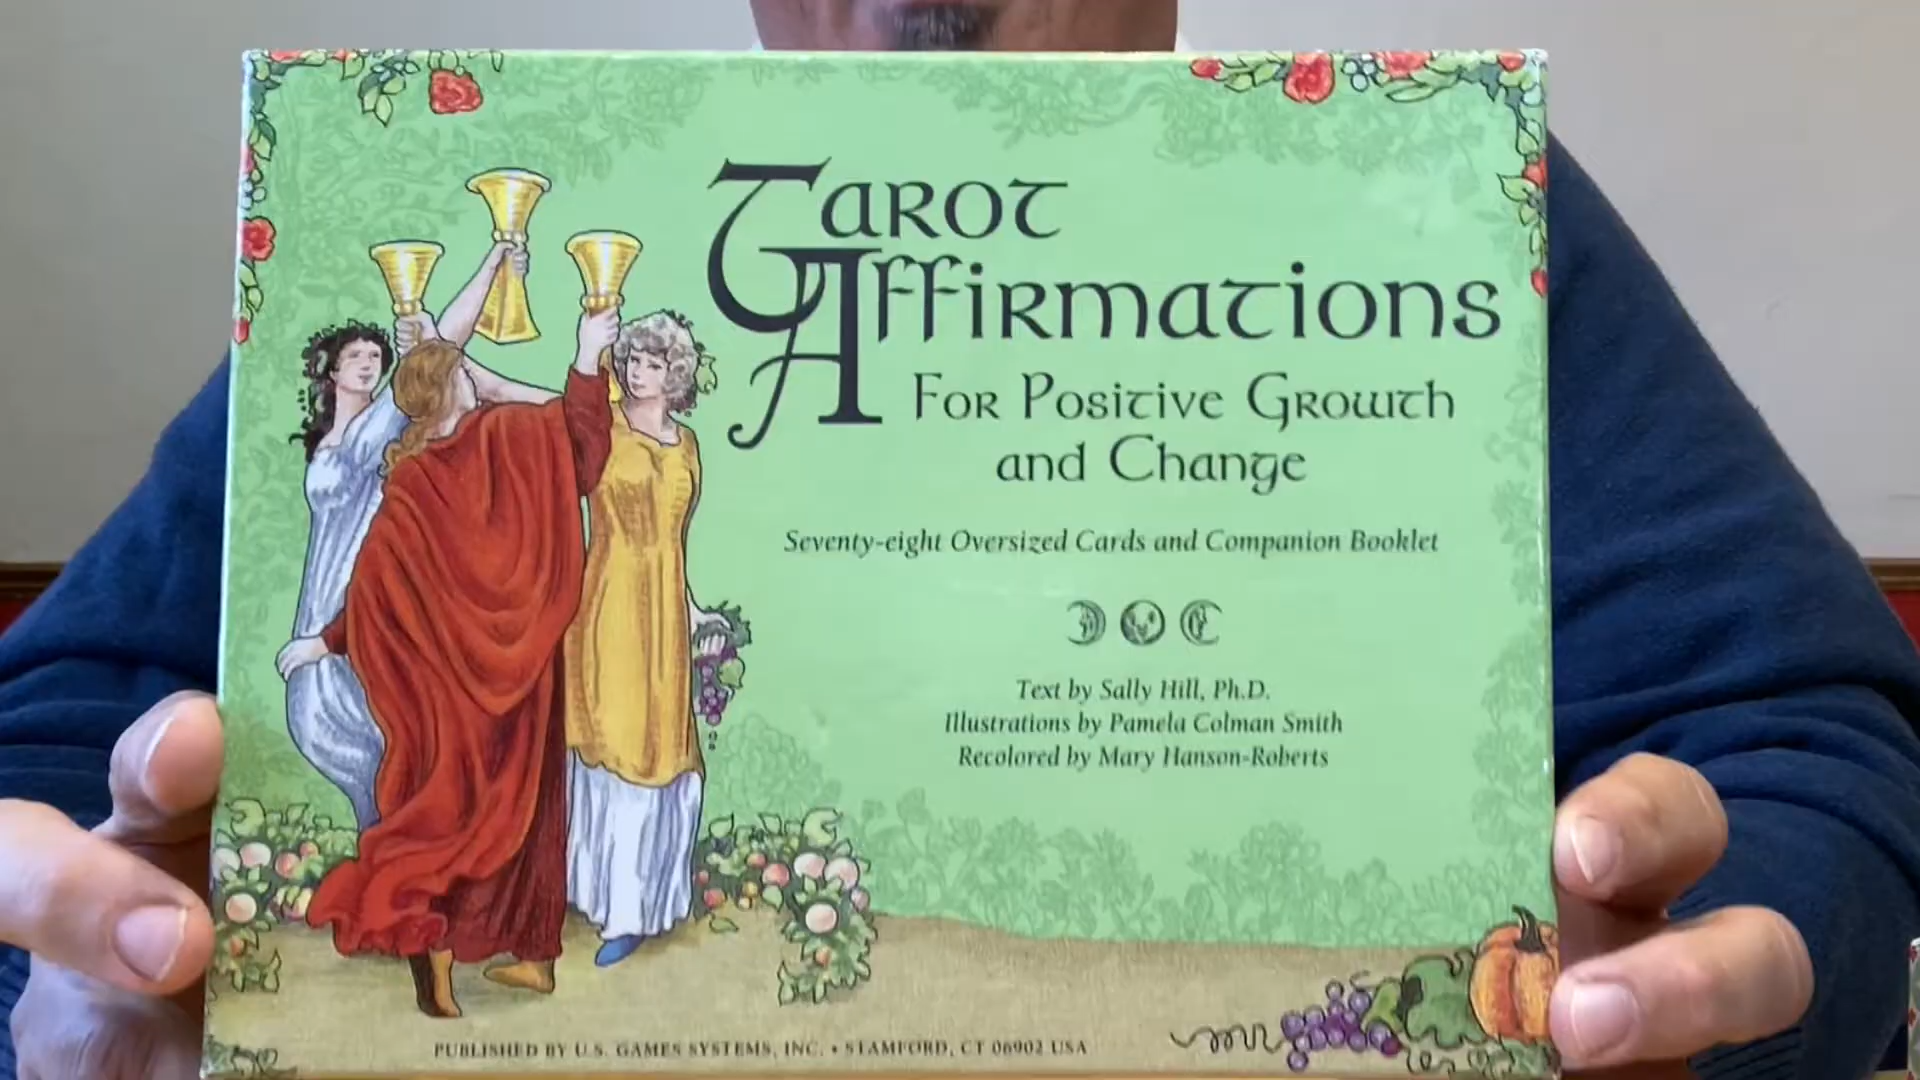 Tarot
Affirmations
For Positive Growth
and Change
Seventy-eight Oversized Cards and Companion Booklet
Text by Sally Hill, Ph.D.
Illustrations by Pamela Colman Smith
Recolored by Mary Hanson-Roberts
PUBLISHED BY U.S. GAMES SYSTEMS, INC. • STAMFORD, CT 06902 USA